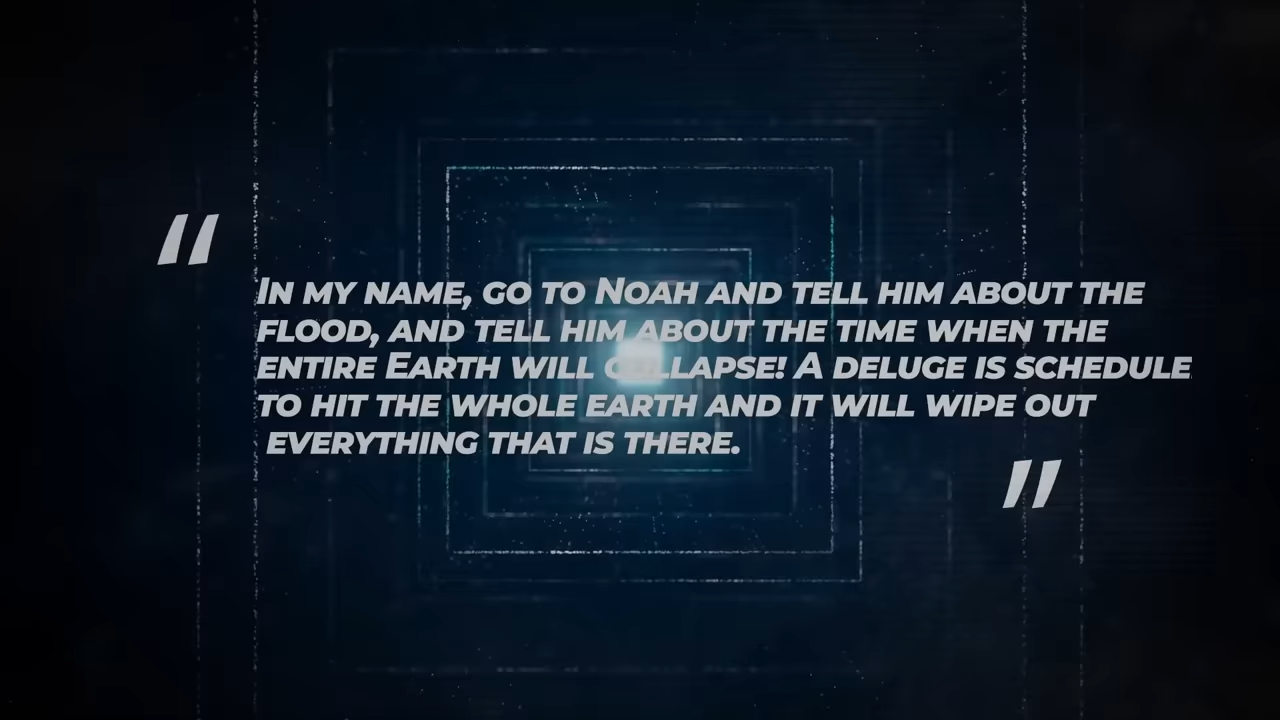 "
In my name, go to Noah and tell him about the
flood, and tell him about the time when the
entire Earth will collapse! A deluge is schedule
to hit the whole earth and it will wipe out
everything that is there.
"